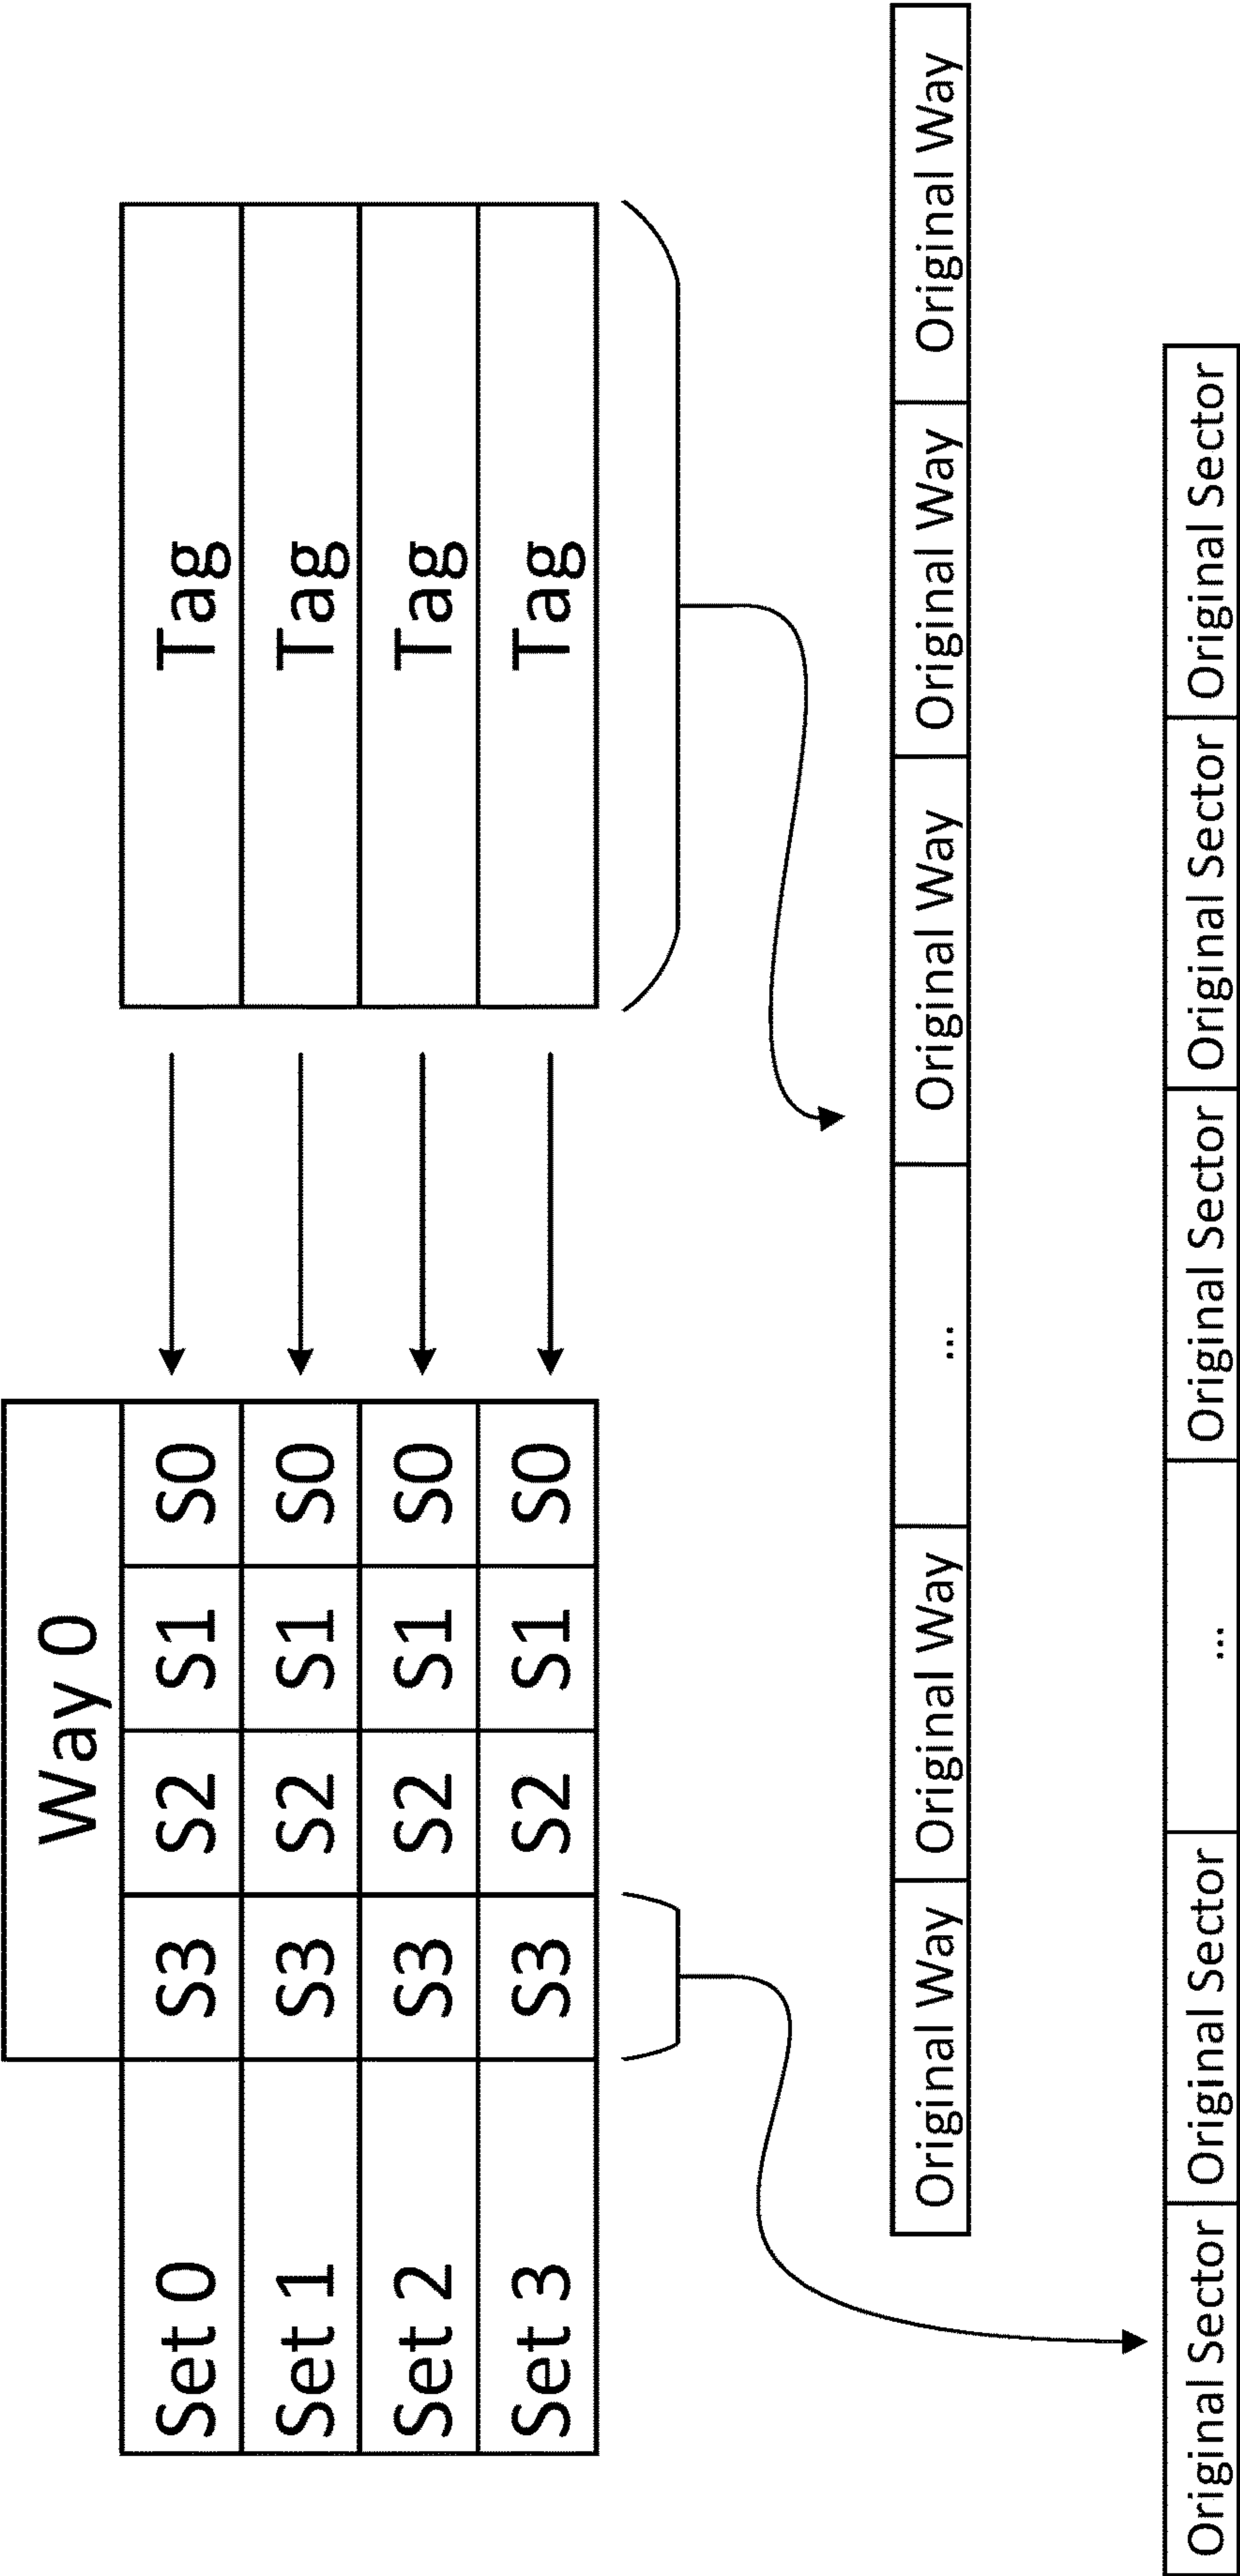 Way 0
Set 0 S3 S2 S1 S0 Tag
Set 1 S3 S2 S1 S0 Tag
Set 2 S3 S2 S1 S0 Tag
Set 3 S3 S2 S1 S0 Tag
Original Way Original Way ... Original Way Original Way Original Way
Original Sector Original Sector ... Original Sector Original Sector Original Sector